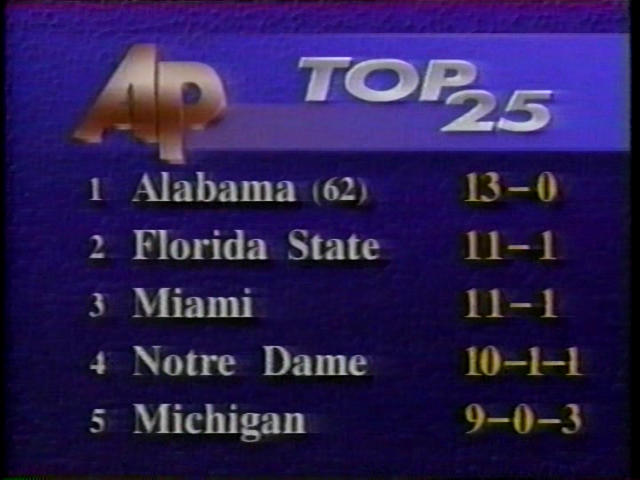 AP TOP 25
1 Alabama (62) 13-0
2 Florida State 11-1
3 Miami 11-1
4 Notre Dame 10-1-1
5 Michigan 9-0-3